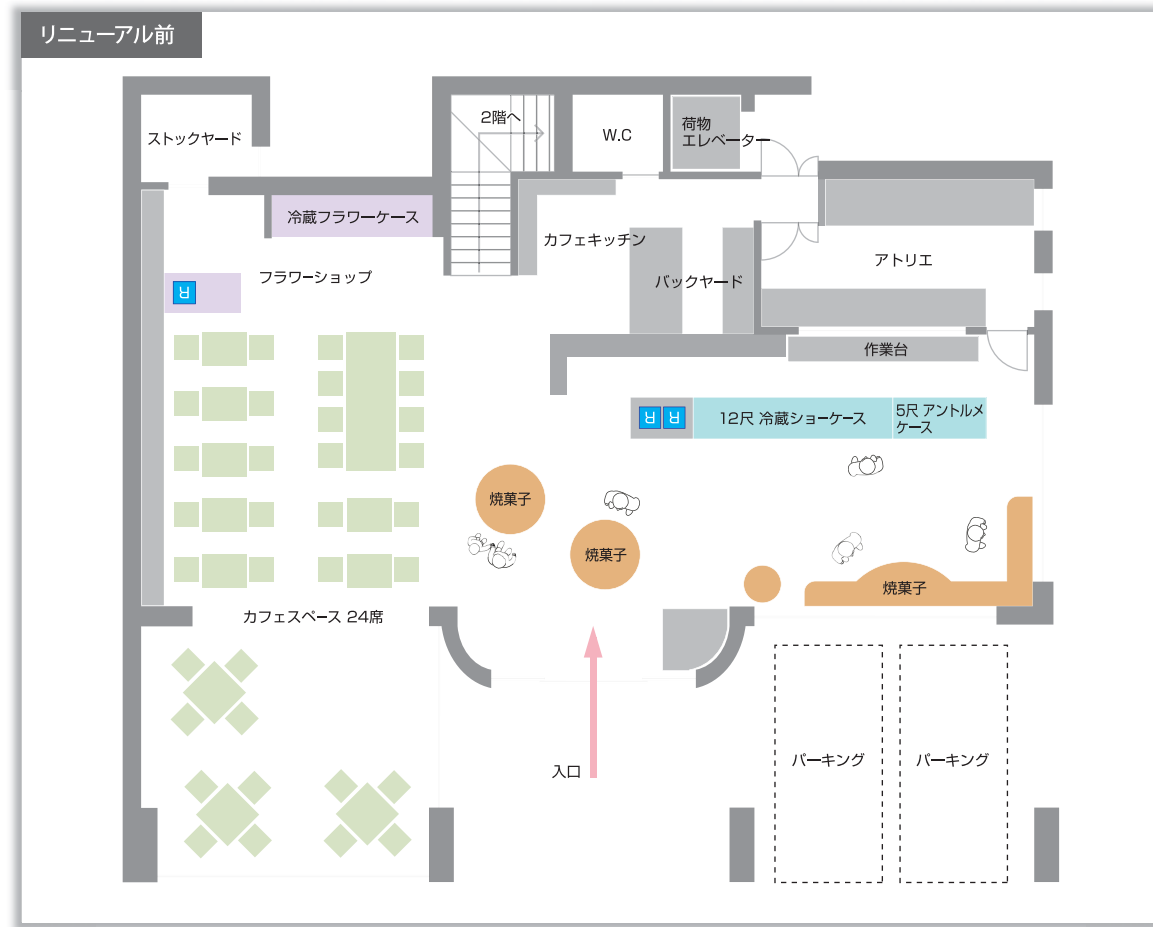 リニューアル前
2階へ
W.C
荷物
エレベーター
ストックヤード
冷蔵フラワーケース
カフェキッチン
アトリエ
フラワーショップ
バックヤード
R
作業台
R R
12尺 冷蔵ショーケース
5尺 アントルメ
ケース
焼菓子
焼菓子
焼菓子
カフェスペース 24席
入口
パーキング
パーキング